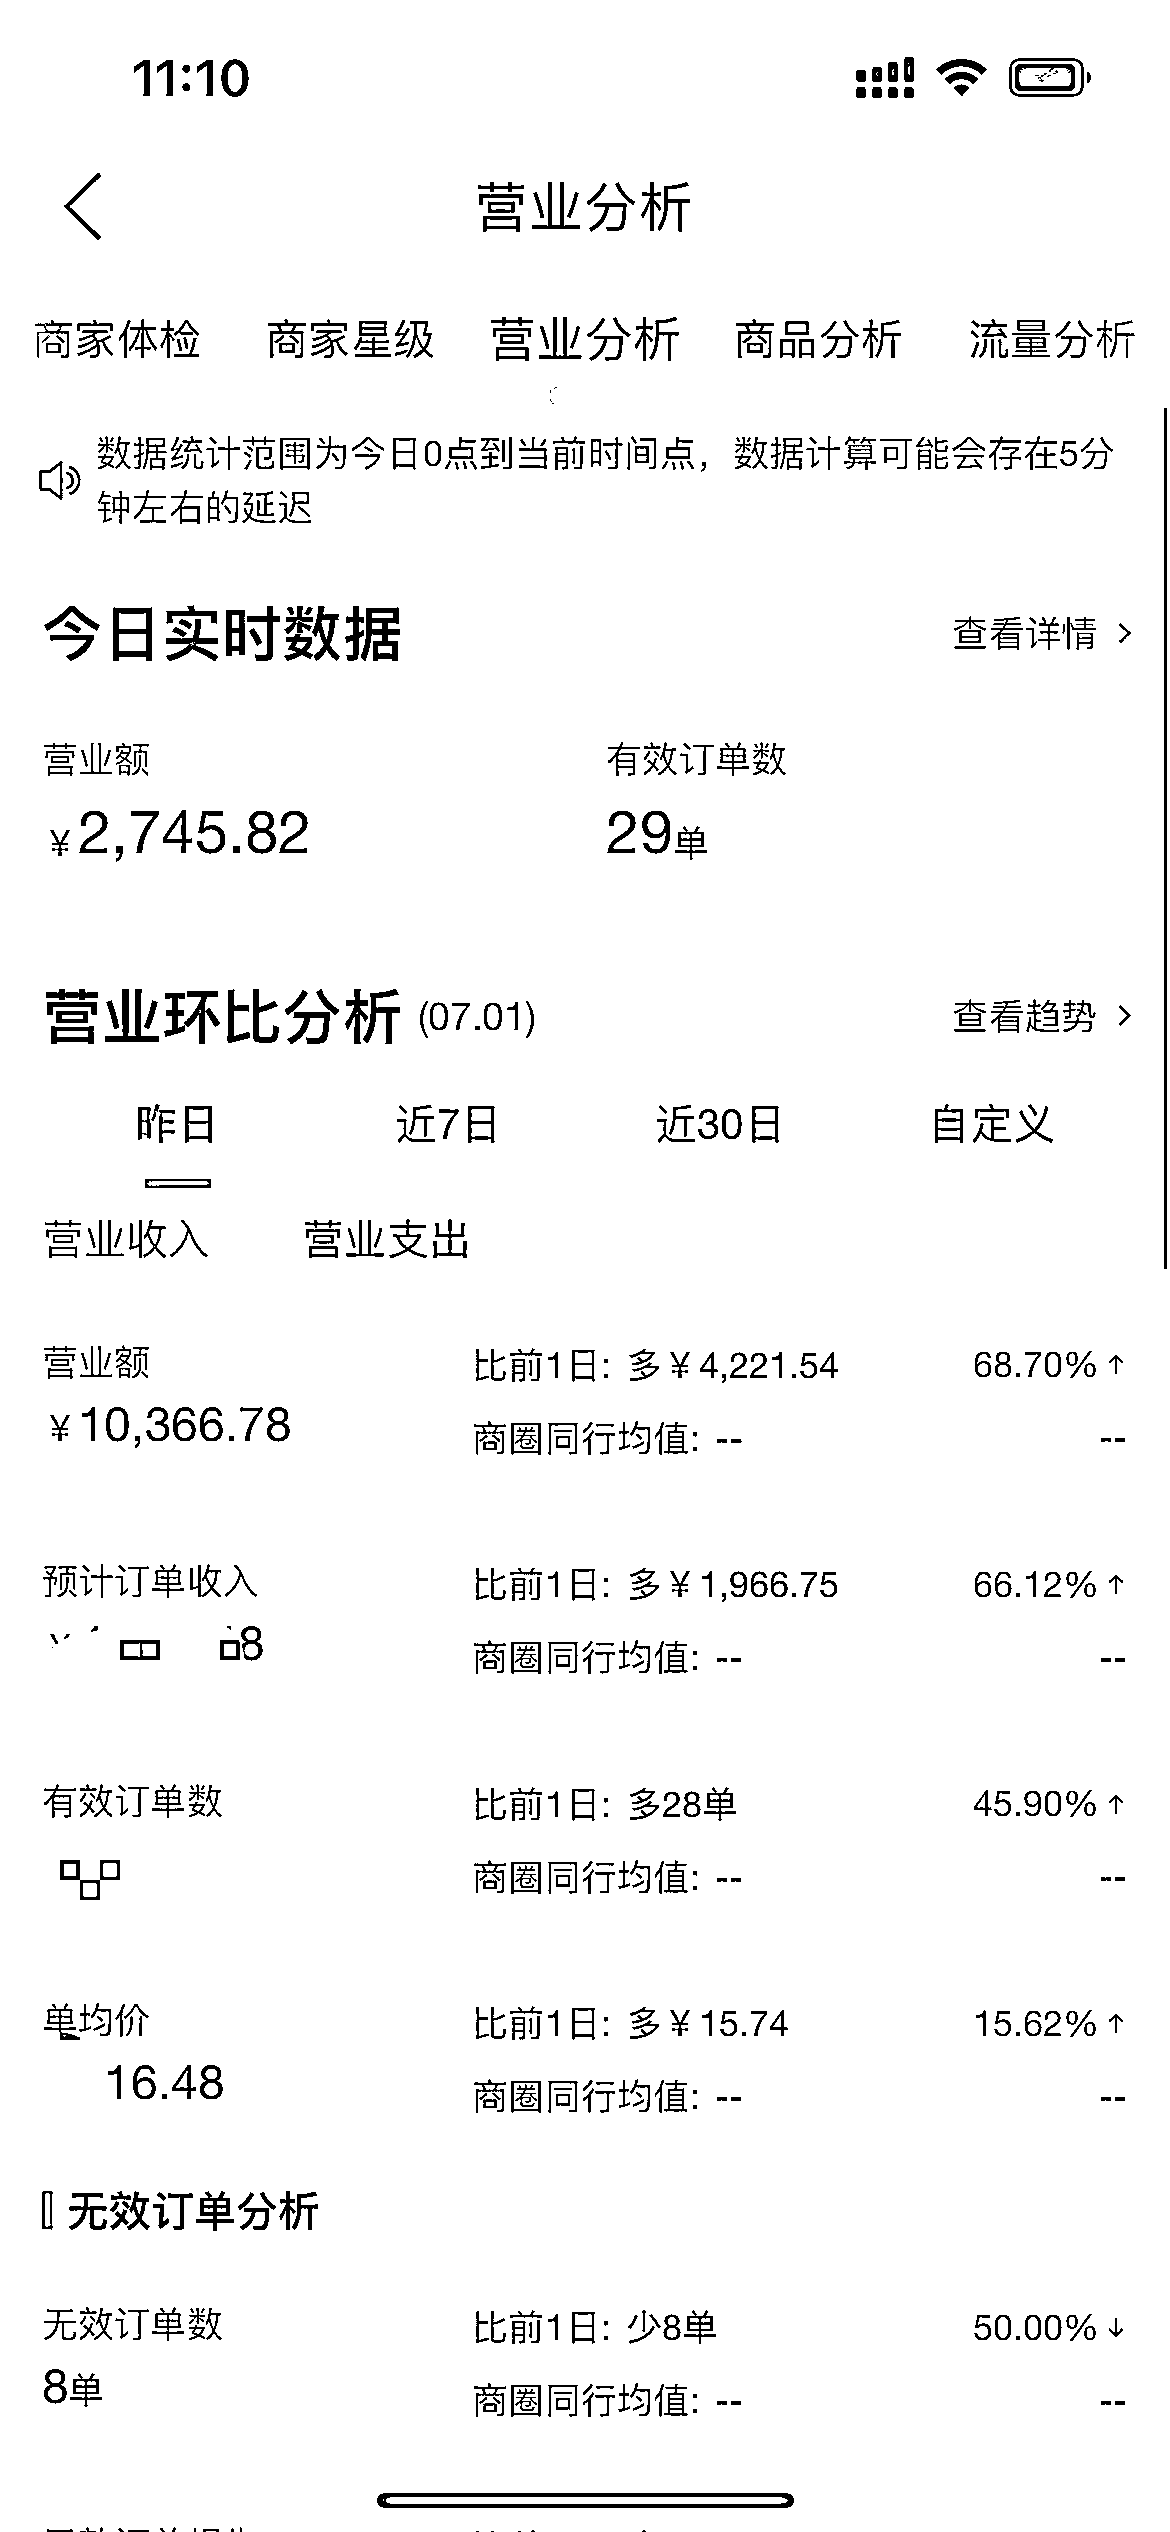 11:10
营业分析
商家体检 商家星级 营业分析 商品分析 流量分析
数据统计范围为今日0点到当前时间点，数据计算可能会存在5分
钟左右的延迟
今日实时数据 查看详情
营业额 有效订单数
¥2,745.82 29单
营业环比分析 (07.01) 查看趋势
昨日 近7日 近30日 自定义
营业收入 营业支出
营业额 比前1日: 多¥4,221.54 68.70%↑
¥10,366.78 商圈同行均值: -- --
预计订单收入 比前1日: 多¥1,966.75 66.12%↑
商圈同行均值: -- --
有效订单数 比前1日: 多28单 45.90%↑
商圈同行均值: -- --
单均价 比前1日: 多¥15.74 15.62%↑
16.48 商圈同行均值: -- --
无效订单分析
无效订单数 比前1日: 少8单 50.00%↓
8单 商圈同行均值: -- --